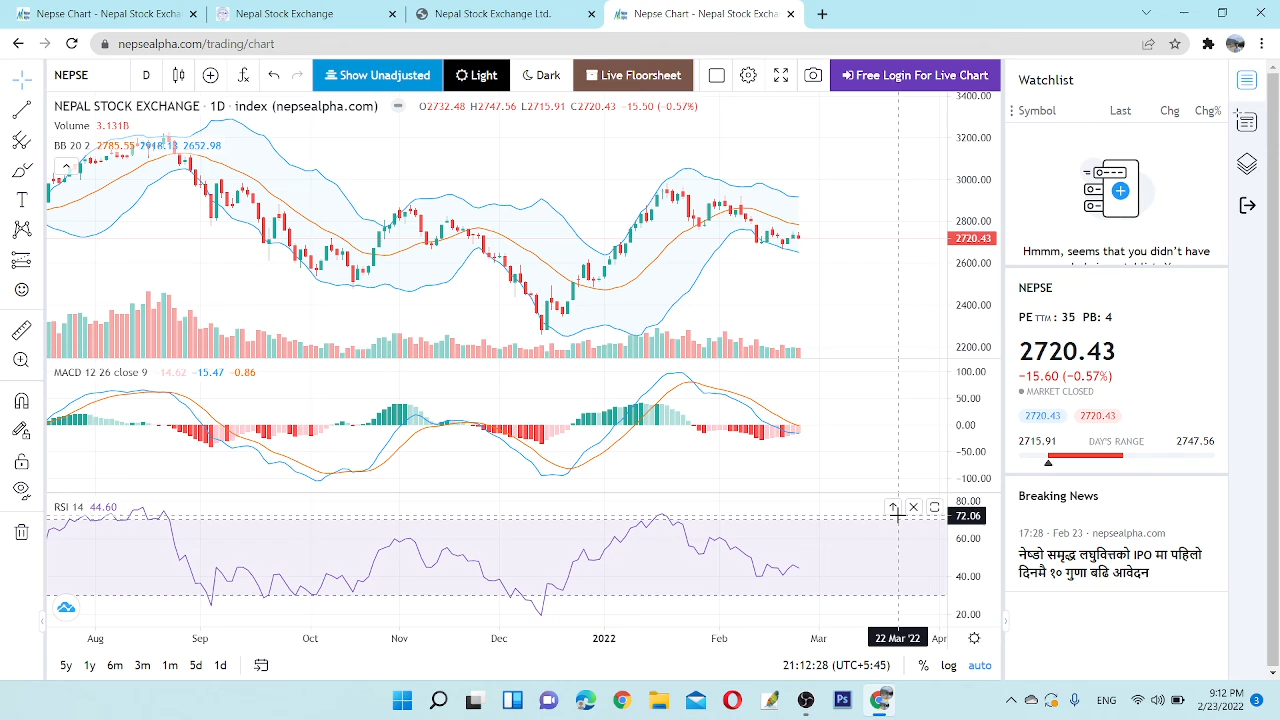 Nepal Stock Exchange
Nepal Stock Exchange
Nepal Stock Exchange Ltd.
Nepse Chart - Nepal Stock Excha
nepsealpha.com/trading/chart
NEPSE D Show Unadjusted Light Dark Live Floorsheet Free Login For Live Chart
NEPAL STOCK EXCHANGE · 1D · index (nepsealpha.com) O2732.48 H2747.56 L2715.91 C2720.43 −15.50 (−0.57%)
Volume 3.131B
BB 20 2 2785.55 2918.13 2652.98
3400.00
3200.00
3000.00
2800.00
2720.43
2600.00
2400.00
2200.00
MACD 12 26 close 9 −14.62 −15.47 −0.86
100.00
50.00
0.00
−50.00
−100.00
RSI 14 44.60
80.00
72.06
60.00
40.00
20.00
Aug Sep Oct Nov Dec 2022 Feb Mar 22 Mar '22 Apr
5y 1y 6m 3m 1m 5d 1d 21:12:28 (UTC+5:45) % log auto
Watchlist
Symbol Last Chg Chg%
Hmmm, seems that you didn't have
NEPSE
PE TTM : 35 PB: 4
2720.43
−15.60 (−0.57%)
MARKET CLOSED
2720.43 2720.43
2715.91 DAY'S RANGE 2747.56
Breaking News
17:28 · Feb 23 · nepsealpha.com
नेष्डो समृद्ध लघुवित्तको IPO मा पहिलो
दिनमै १० गुणा बढि आवेदन
ENG 9:12 PM
2/23/2022
3
Ps